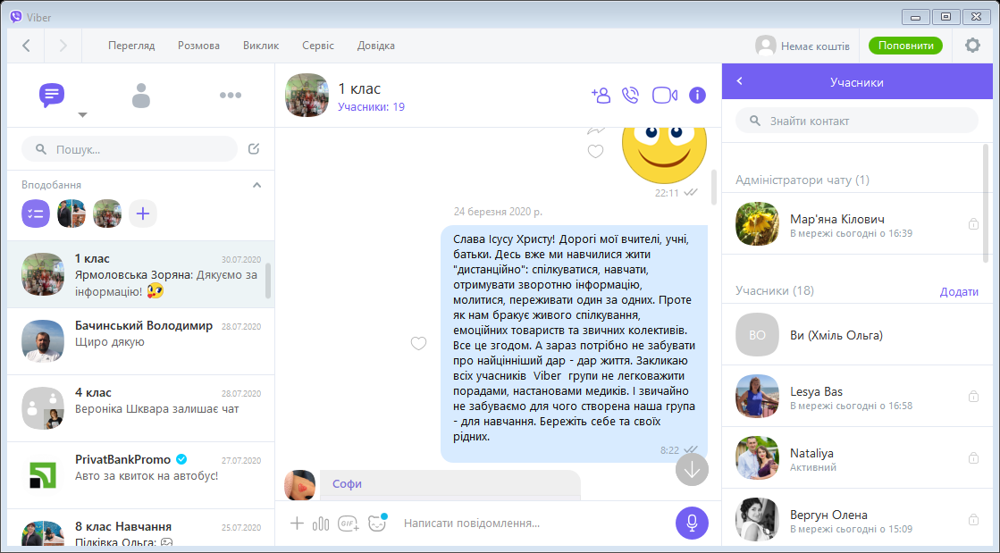 Viber
Перегляд Розмова Виклик Сервіс Довідка
Немає коштів
Поповнити
Пошук...
Вподобання
1 клас
30.07.2020
Ярмоловська Зоряна: Дякуємо за
інформацію!
Бачинський Володимир
28.07.2020
Щиро дякую
4 клас
28.07.2020
Вероніка Шквара залишає чат
PrivatBankPromo
27.07.2020
Авто за квиток на автобус!
8 клас Навчання
25.07.2020
Підківка Ольга:
1 клас
Учасники: 19
22:11
24 березня 2020 р.
Слава Ісусу Христу! Дорогі мої вчителі, учні,
батьки. Десь вже ми навчилися жити
"дистанційно": спілкуватися, навчати,
отримувати зворотню інформацію,
молитися, переживати один за одних. Проте
як нам бракує живого спілкування,
емоційних товариств та звичних колективів.
Все це згодом. А зараз потрібно не забувати
про найцінніший дар - дар життя. Закликаю
всіх учасників Viber групи не легковажити
порадами, настановами медиків. І звичайно
не забуваємо для чого створена наша група
- для навчання. Бережіть себе та своїх
рідних.
8:22
Софи
GIF
Написати повідомлення...
Учасники
Знайти контакт
Адміністратори чату (1)
Мар'яна Кілович
В мережі сьогодні о 16:39
Учасники (18)
Додати
ВО
Ви (Хміль Ольга)
Lesya Bas
В мережі сьогодні о 16:58
Nataliya
Активний
Вергун Олена
В мережі сьогодні о 15:09